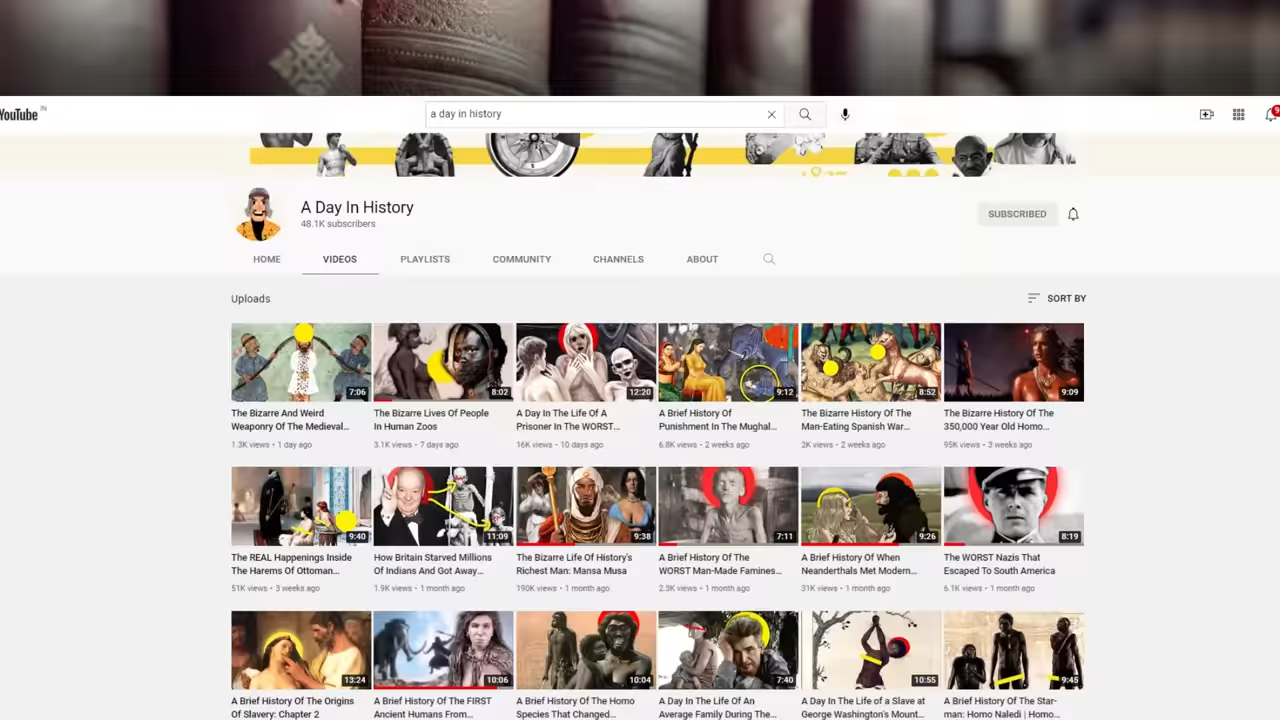 YouTube IN
a day in history
9
A Day In History
48.1K subscribers
SUBSCRIBED
HOME VIDEOS PLAYLISTS COMMUNITY CHANNELS ABOUT
Uploads
SORT BY
7:06 8:02 12:20 9:12 8:52 9:09
The Bizarre And Weird
Weaponry Of The Medieval...
1.3K views • 1 day ago
The Bizarre Lives Of People
In Human Zoos
3.1K views • 7 days ago
A Day In The Life Of A
Prisoner In The WORST...
16K views • 10 days ago
A Brief History Of
Punishment In The Mughal...
6.8K views • 2 weeks ago
The Bizarre History Of The
Man-Eating Spanish War...
2K views • 2 weeks ago
The Bizarre History Of The
350,000 Year Old Homo...
95K views • 3 weeks ago
9:40 11:09 9:38 7:11 9:26 8:19
The REAL Happenings Inside
The Harems Of Ottoman...
51K views • 3 weeks ago
How Britain Starved Millions
Of Indians And Got Away...
1.9K views • 1 month ago
The Bizarre Life Of History's
Richest Man: Mansa Musa
190K views • 1 month ago
A Brief History Of The
WORST Man-Made Famines...
2.3K views • 1 month ago
A Brief History Of When
Neanderthals Met Modern...
31K views • 1 month ago
The WORST Nazis That
Escaped To South America
6.1K views • 1 month ago
13:24 10:06 10:04 7:40 10:55 9:45
A Brief History Of The Origins
Of Slavery: Chapter 2
A Brief History Of The FIRST
Ancient Humans From...
A Brief History Of The Homo
Species That Changed...
A Day In The Life Of An
Average Family During The...
A Day In The Life of a Slave at
George Washington's Mount...
A Brief History Of The Star-
man: Homo Naledi | Homo...